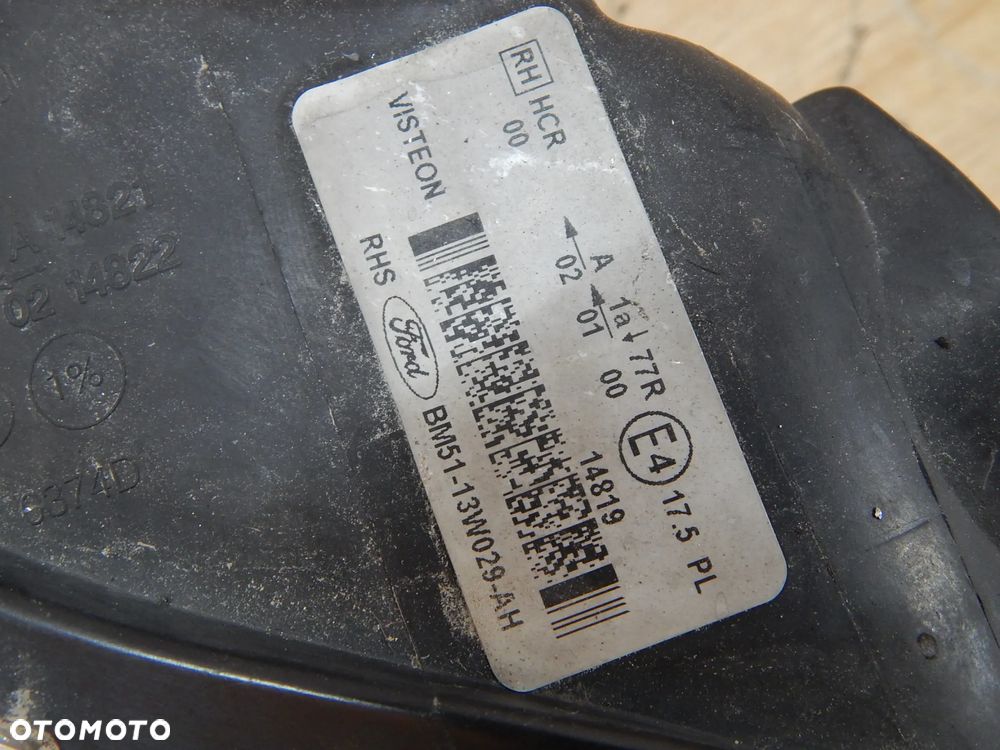 RH HCR
00
A
02
1a
01
77R
00
E4
17.5 PL
14819
VISTEON
RHS Ford BM51-13W029-AH
A 14821
02 14822
1%
0374D
OTOMOTO